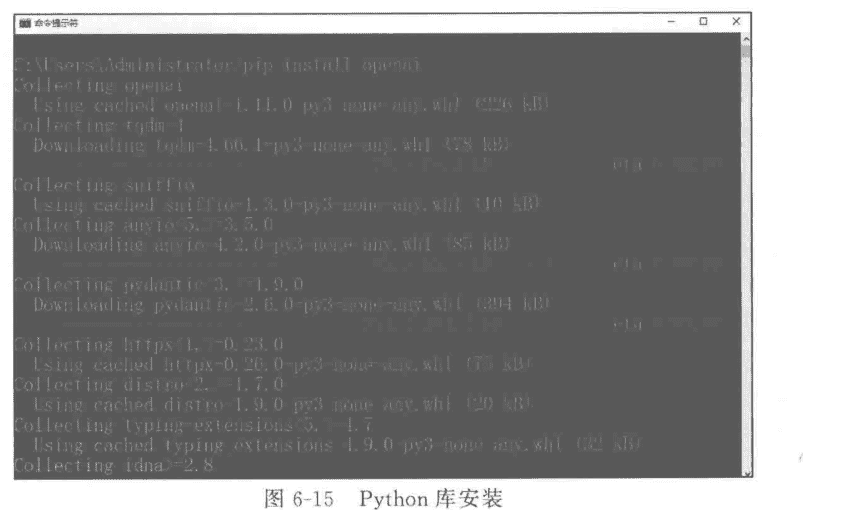 命令提示符
C:\Users\Administrator>pip install openai
Collecting openai
Using cached openai-1.11.0-py3-none-any.whl (226 kB)
Collecting tqdm>4
Downloading tqdm-4.66.1-py3-none-any.whl (78 kB)
eta
Collecting sniffio
Using cached sniffio-1.3.0-py3-none-any.whl (10 kB)
Collecting anyio<5,>=3.5.0
Downloading anyio-4.2.0-py3-none-any.whl (85 kB)
eta
Collecting pydantic<3,>=1.9.0
Downloading pydantic-2.6.0-py3-none-any.whl (394 kB)
eta
Collecting httpx<1,>=0.23.0
Using cached httpx-0.26.0-py3-none-any.whl (75 kB)
Collecting distro<2,>=1.7.0
Using cached distro-1.9.0-py3-none-any.whl (20 kB)
Collecting typing-extensions<5,>=4.7
Using cached typing_extensions-4.9.0-py3-none-any.whl (32 kB)
Collecting idna>=2.8
图 6-15 Python 库安装